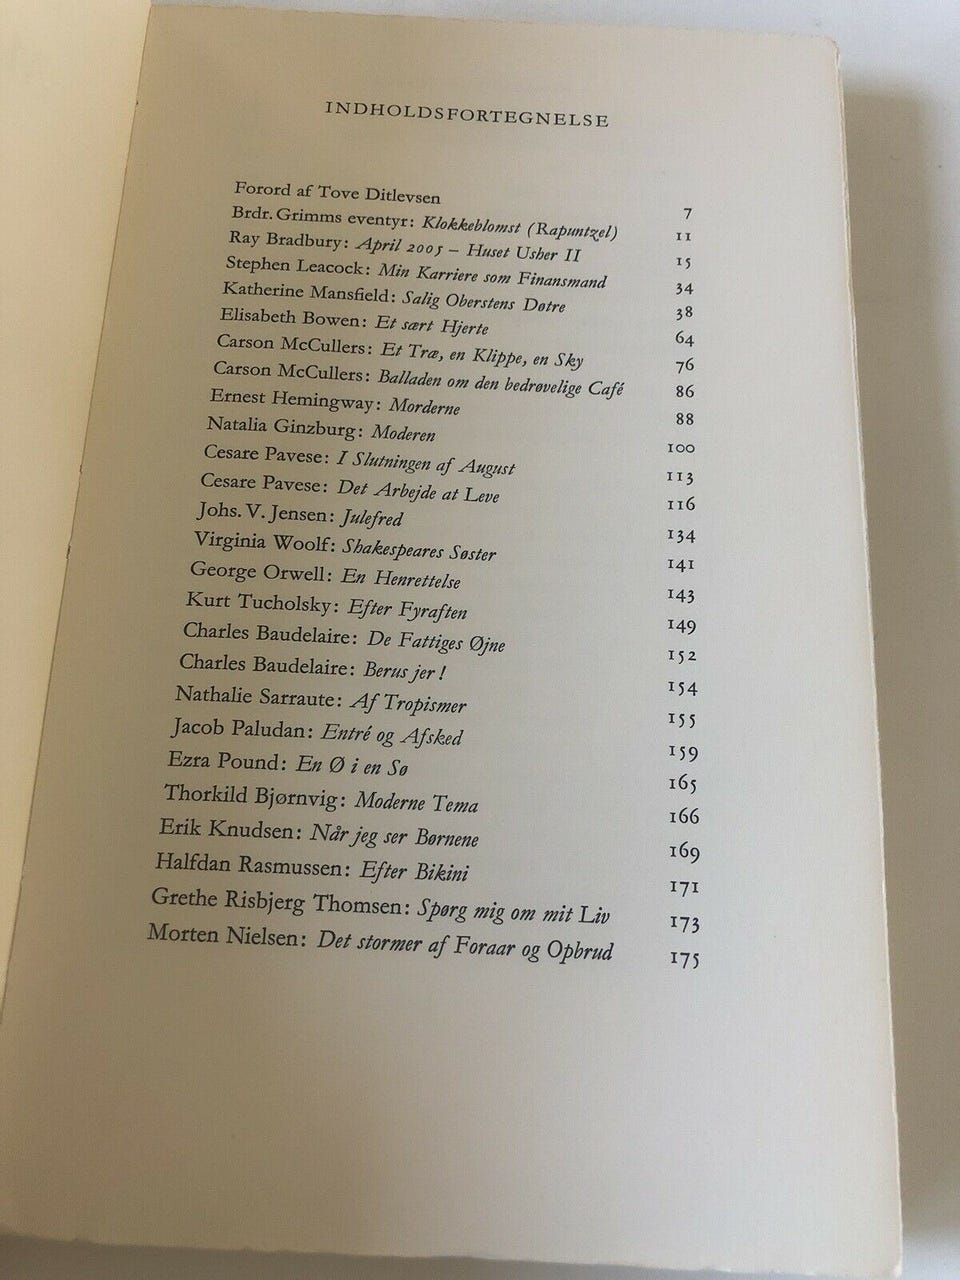 INDHOLDSFORTEGNELSE
Forord af Tove Ditlevsen 7
Brdr. Grimms eventyr: Klokkeblomst (Rapuntzel) 11
Ray Bradbury: April 2005 – Huset Usher II 15
Stephen Leacock: Min Karriere som Finansmand 34
Katherine Mansfield: Salig Oberstens Døtre 38
Elisabeth Bowen: Et sært Hjerte 64
Carson McCullers: Et Træ, en Klippe, en Sky 76
Carson McCullers: Balladen om den bedrøvelige Café 86
Ernest Hemingway: Morderne 88
Natalia Ginzburg: Moderen 100
Cesare Pavese: I Slutningen af August 113
Cesare Pavese: Det Arbejde at Leve 116
Johs. V. Jensen: Julefred 134
Virginia Woolf: Shakespeares Søster 141
George Orwell: En Henrettelse 143
Kurt Tucholsky: Efter Fyraften 149
Charles Baudelaire: De Fattiges Øjne 152
Charles Baudelaire: Berus jer! 154
Nathalie Sarraute: Af Tropismer 155
Jacob Paludan: Entré og Afsked 159
Ezra Pound: En Ø i en Sø 165
Thorkild Bjørnvig: Moderne Tema 166
Erik Knudsen: Når jeg ser Børnene 169
Halfdan Rasmussen: Efter Bikini 171
Grethe Risbjerg Thomsen: Spørg mig om mit Liv 173
Morten Nielsen: Det stormer af Foraar og Opbrud 175